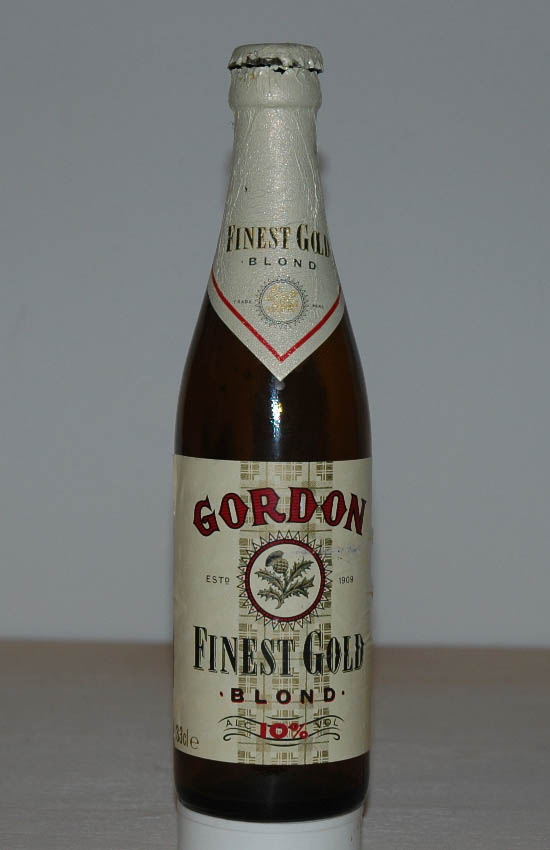 FINEST GOLD
·BLOND·
TRADE MARK
GORDON
ESTD 1909
FINEST GOLD
·BLOND·
ALC. 10% VOL
33cl e